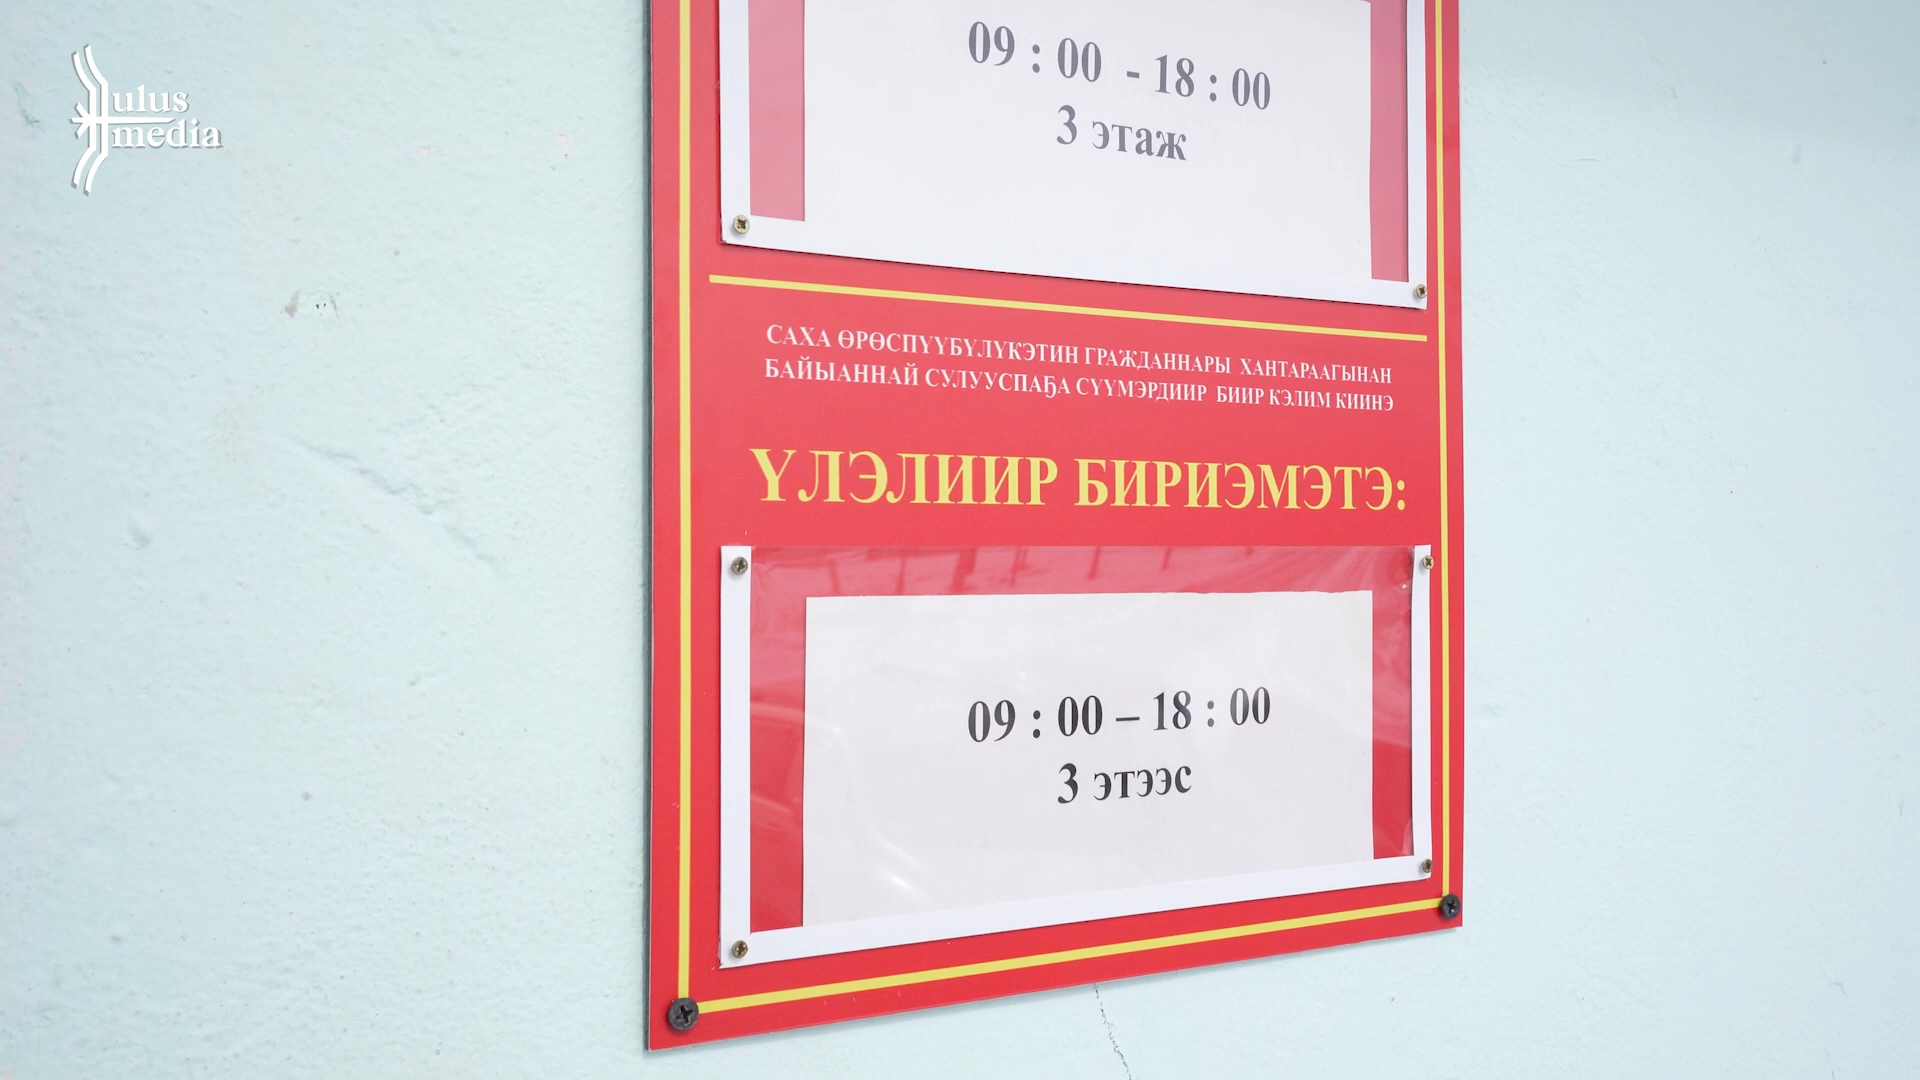 ulus
media
09 : 00 - 18 : 00
3 этаж
САХА ӨРӨСПҮҮБҮЛҮКЭТИН ГРАЖДАННАРЫ ХАНТАРААГЫНАН
БАЙЫАННАЙ СУЛУУСПАҔА СҮҮМЭРДИИР БИИР КЭЛИМ КИИНЭ
ҮЛЭЛИИР БИРИЭМЭТЭ:
09 : 00 – 18 : 00
3 этээс